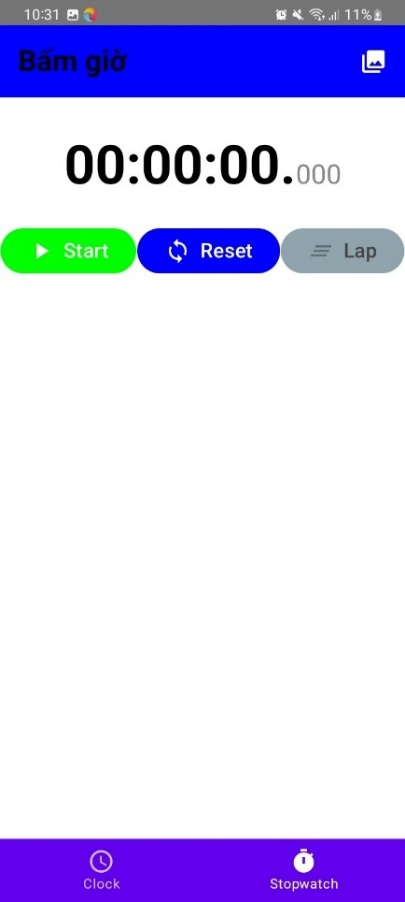 10:31 11%
Bấm giờ
00:00:00.000
Start Reset Lap
Clock Stopwatch